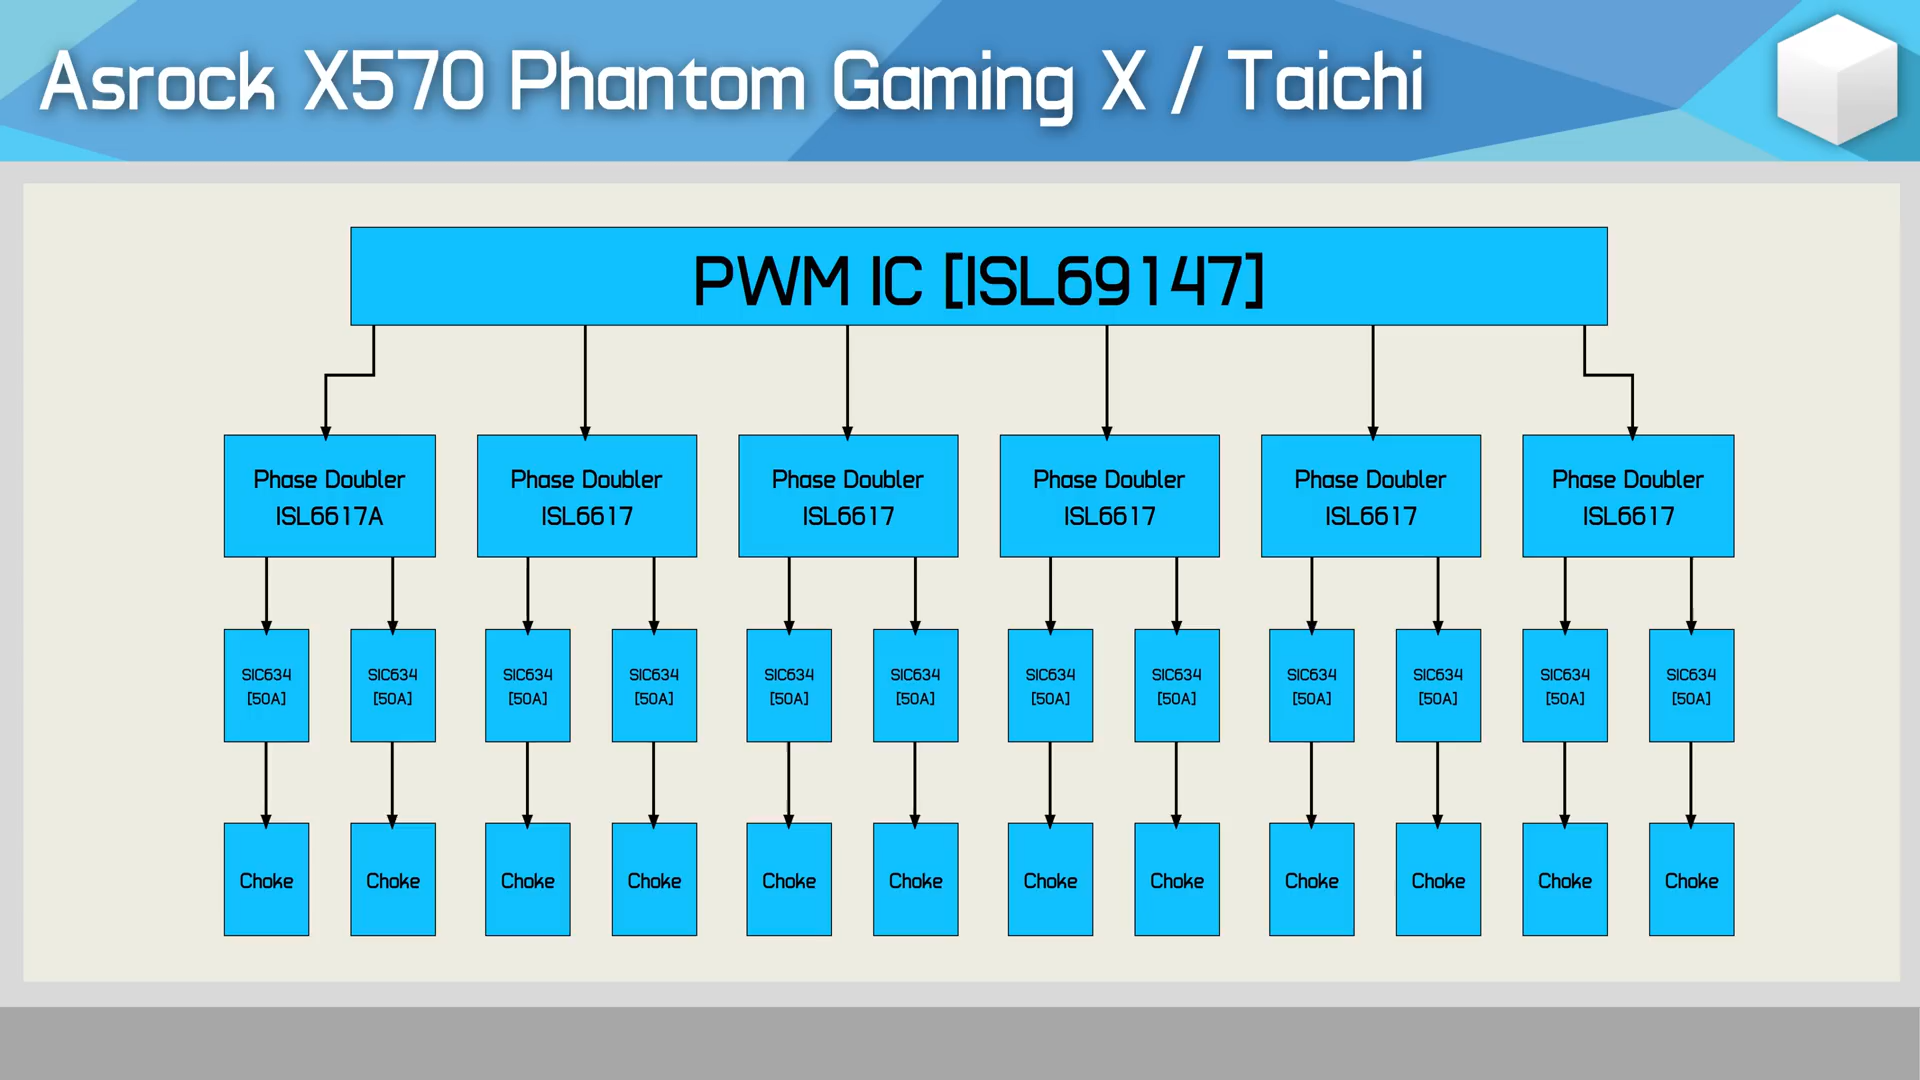 Asrock X570 Phantom Gaming X / Taichi
PWM IC [ISL69147]
Phase Doubler
ISL6617A
Phase Doubler
ISL6617
Phase Doubler
ISL6617
Phase Doubler
ISL6617
Phase Doubler
ISL6617
Phase Doubler
ISL6617
SIC634
[50A]
SIC634
[50A]
SIC634
[50A]
SIC634
[50A]
SIC634
[50A]
SIC634
[50A]
SIC634
[50A]
SIC634
[50A]
SIC634
[50A]
SIC634
[50A]
SIC634
[50A]
SIC634
[50A]
Choke
Choke
Choke
Choke
Choke
Choke
Choke
Choke
Choke
Choke
Choke
Choke